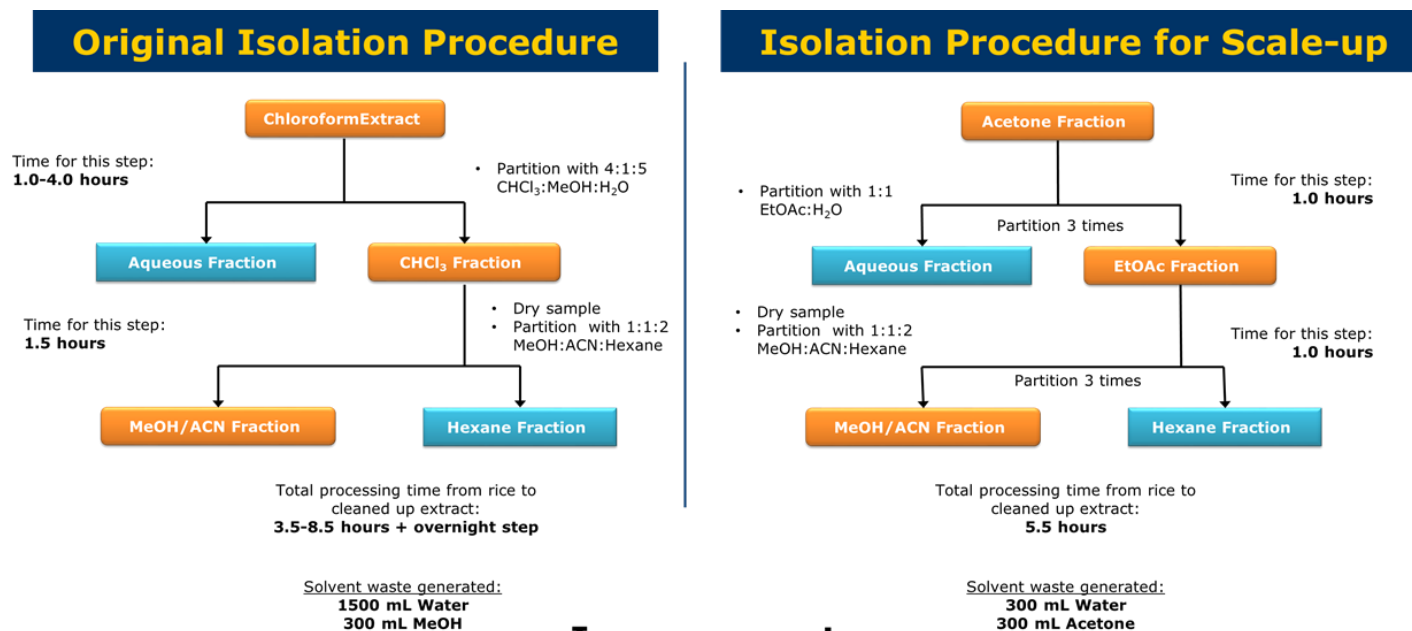 Original Isolation Procedure
ChloroformExtract
Time for this step:
1.0-4.0 hours
• Partition with 4:1:5
CHCl₃:MeOH:H₂O
Aqueous Fraction
CHCl₃ Fraction
Time for this step:
1.5 hours
• Dry sample
• Partition with 1:1:2
MeOH:ACN:Hexane
MeOH/ACN Fraction
Hexane Fraction
Total processing time from rice to
cleaned up extract:
3.5-8.5 hours + overnight step
Solvent waste generated:
1500 mL Water
300 mL MeOH
Isolation Procedure for Scale-up
Acetone Fraction
• Partition with 1:1
EtOAc:H₂O
Time for this step:
1.0 hours
Partition 3 times
Aqueous Fraction
EtOAc Fraction
• Dry sample
• Partition with 1:1:2
MeOH:ACN:Hexane
Time for this step:
1.0 hours
Partition 3 times
MeOH/ACN Fraction
Hexane Fraction
Total processing time from rice to
cleaned up extract:
5.5 hours
Solvent waste generated:
300 mL Water
300 mL Acetone